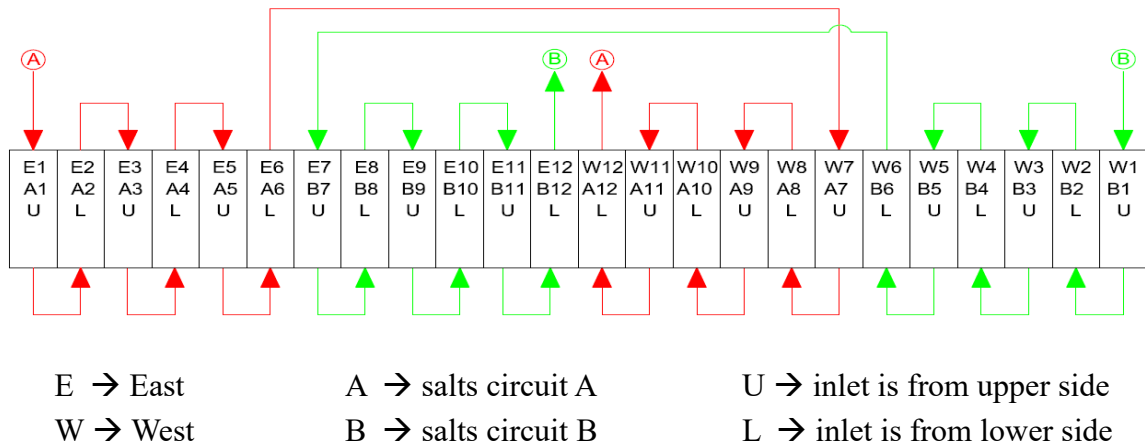 A B A B
E1 E2 E3 E4 E5 E6 E7 E8 E9 E10 E11 E12 W12 W11 W10 W9 W8 W7 W6 W5 W4 W3 W2 W1
A1 A2 A3 A4 A5 A6 B7 B8 B9 B10 B11 B12 A12 A11 A10 A9 A8 A7 B6 B5 B4 B3 B2 B1
U L U L U L U L U L U L L U L U L U L U L U L U
E → East A → salts circuit A U → inlet is from upper side
W → West B → salts circuit B L → inlet is from lower side